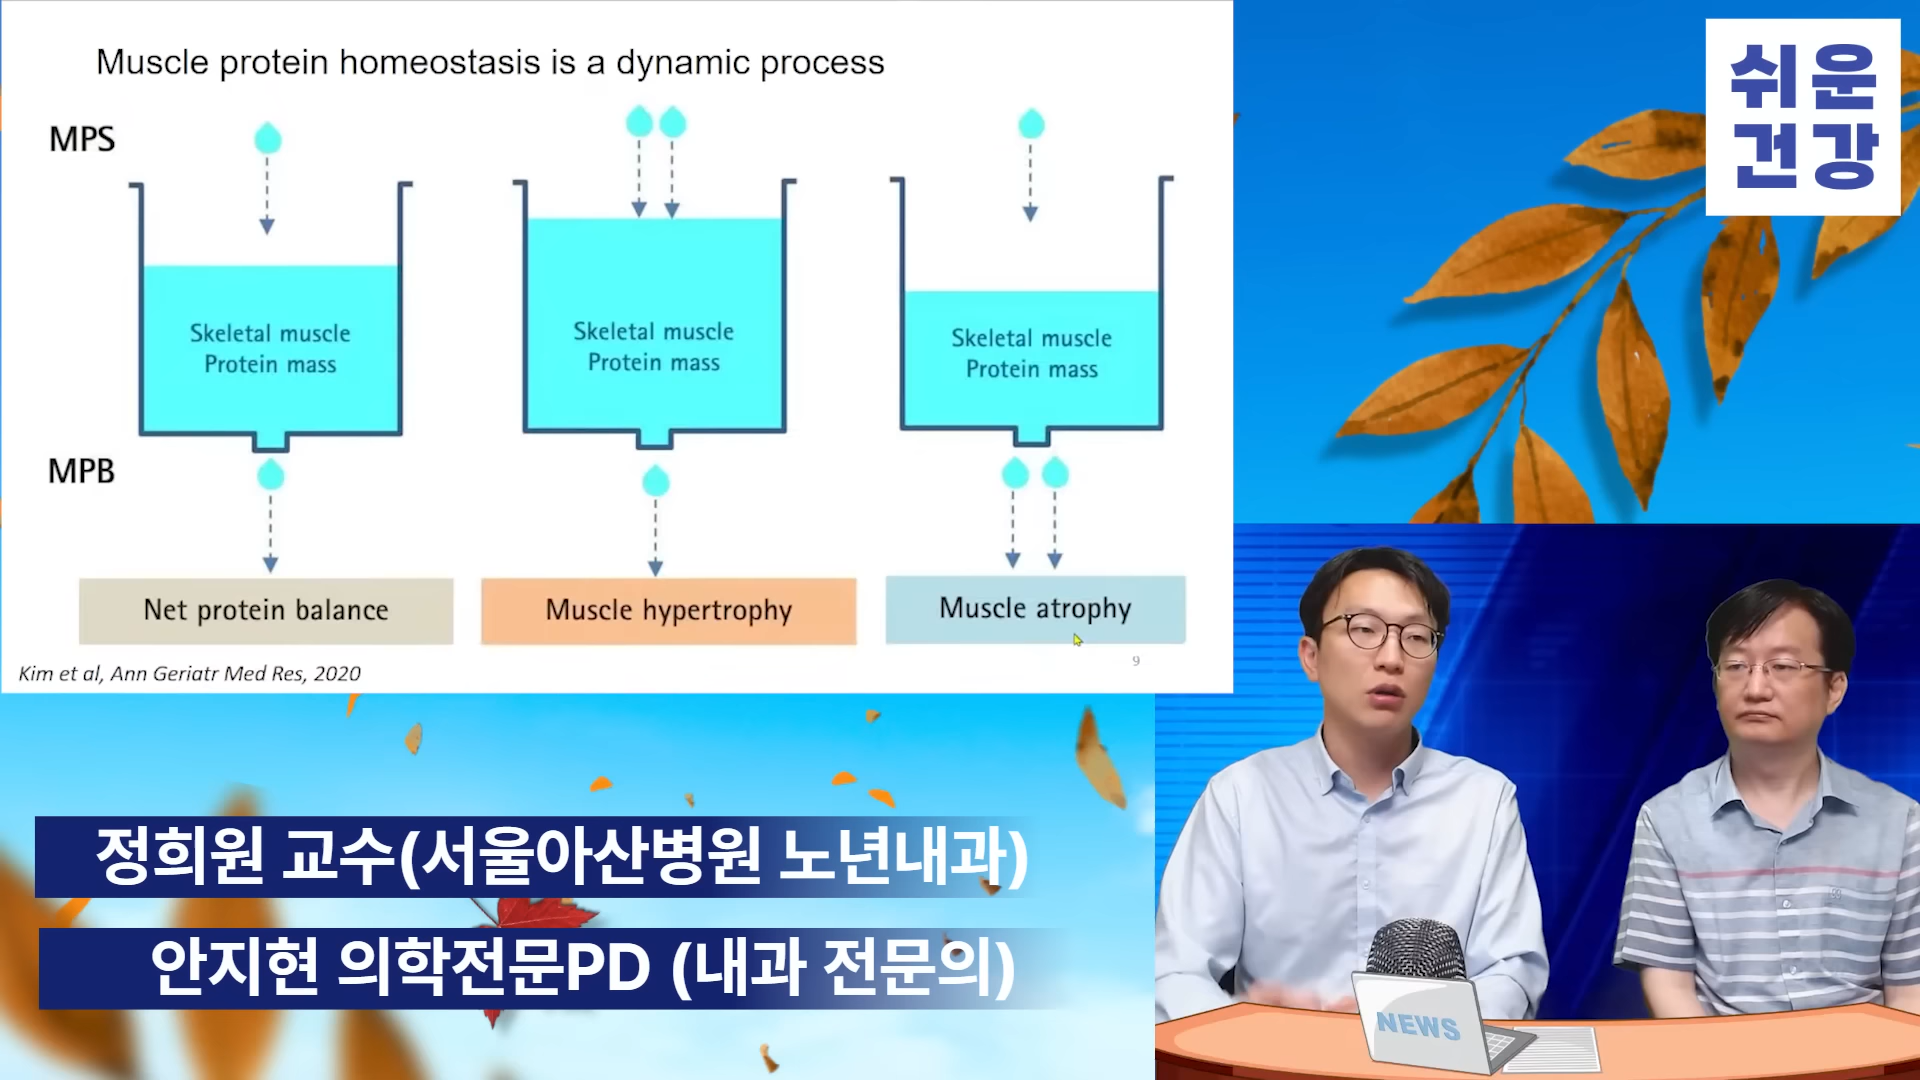 Muscle protein homeostasis is a dynamic process
MPS
Skeletal muscle
Protein mass
Skeletal muscle
Protein mass
Skeletal muscle
Protein mass
MPB
Net protein balance
Muscle hypertrophy
Muscle atrophy
9
Kim et al, Ann Geriatr Med Res, 2020
쉬운
건강
정희원 교수(서울아산병원 노년내과)
안지현 의학전문PD (내과 전문의)
NEWS